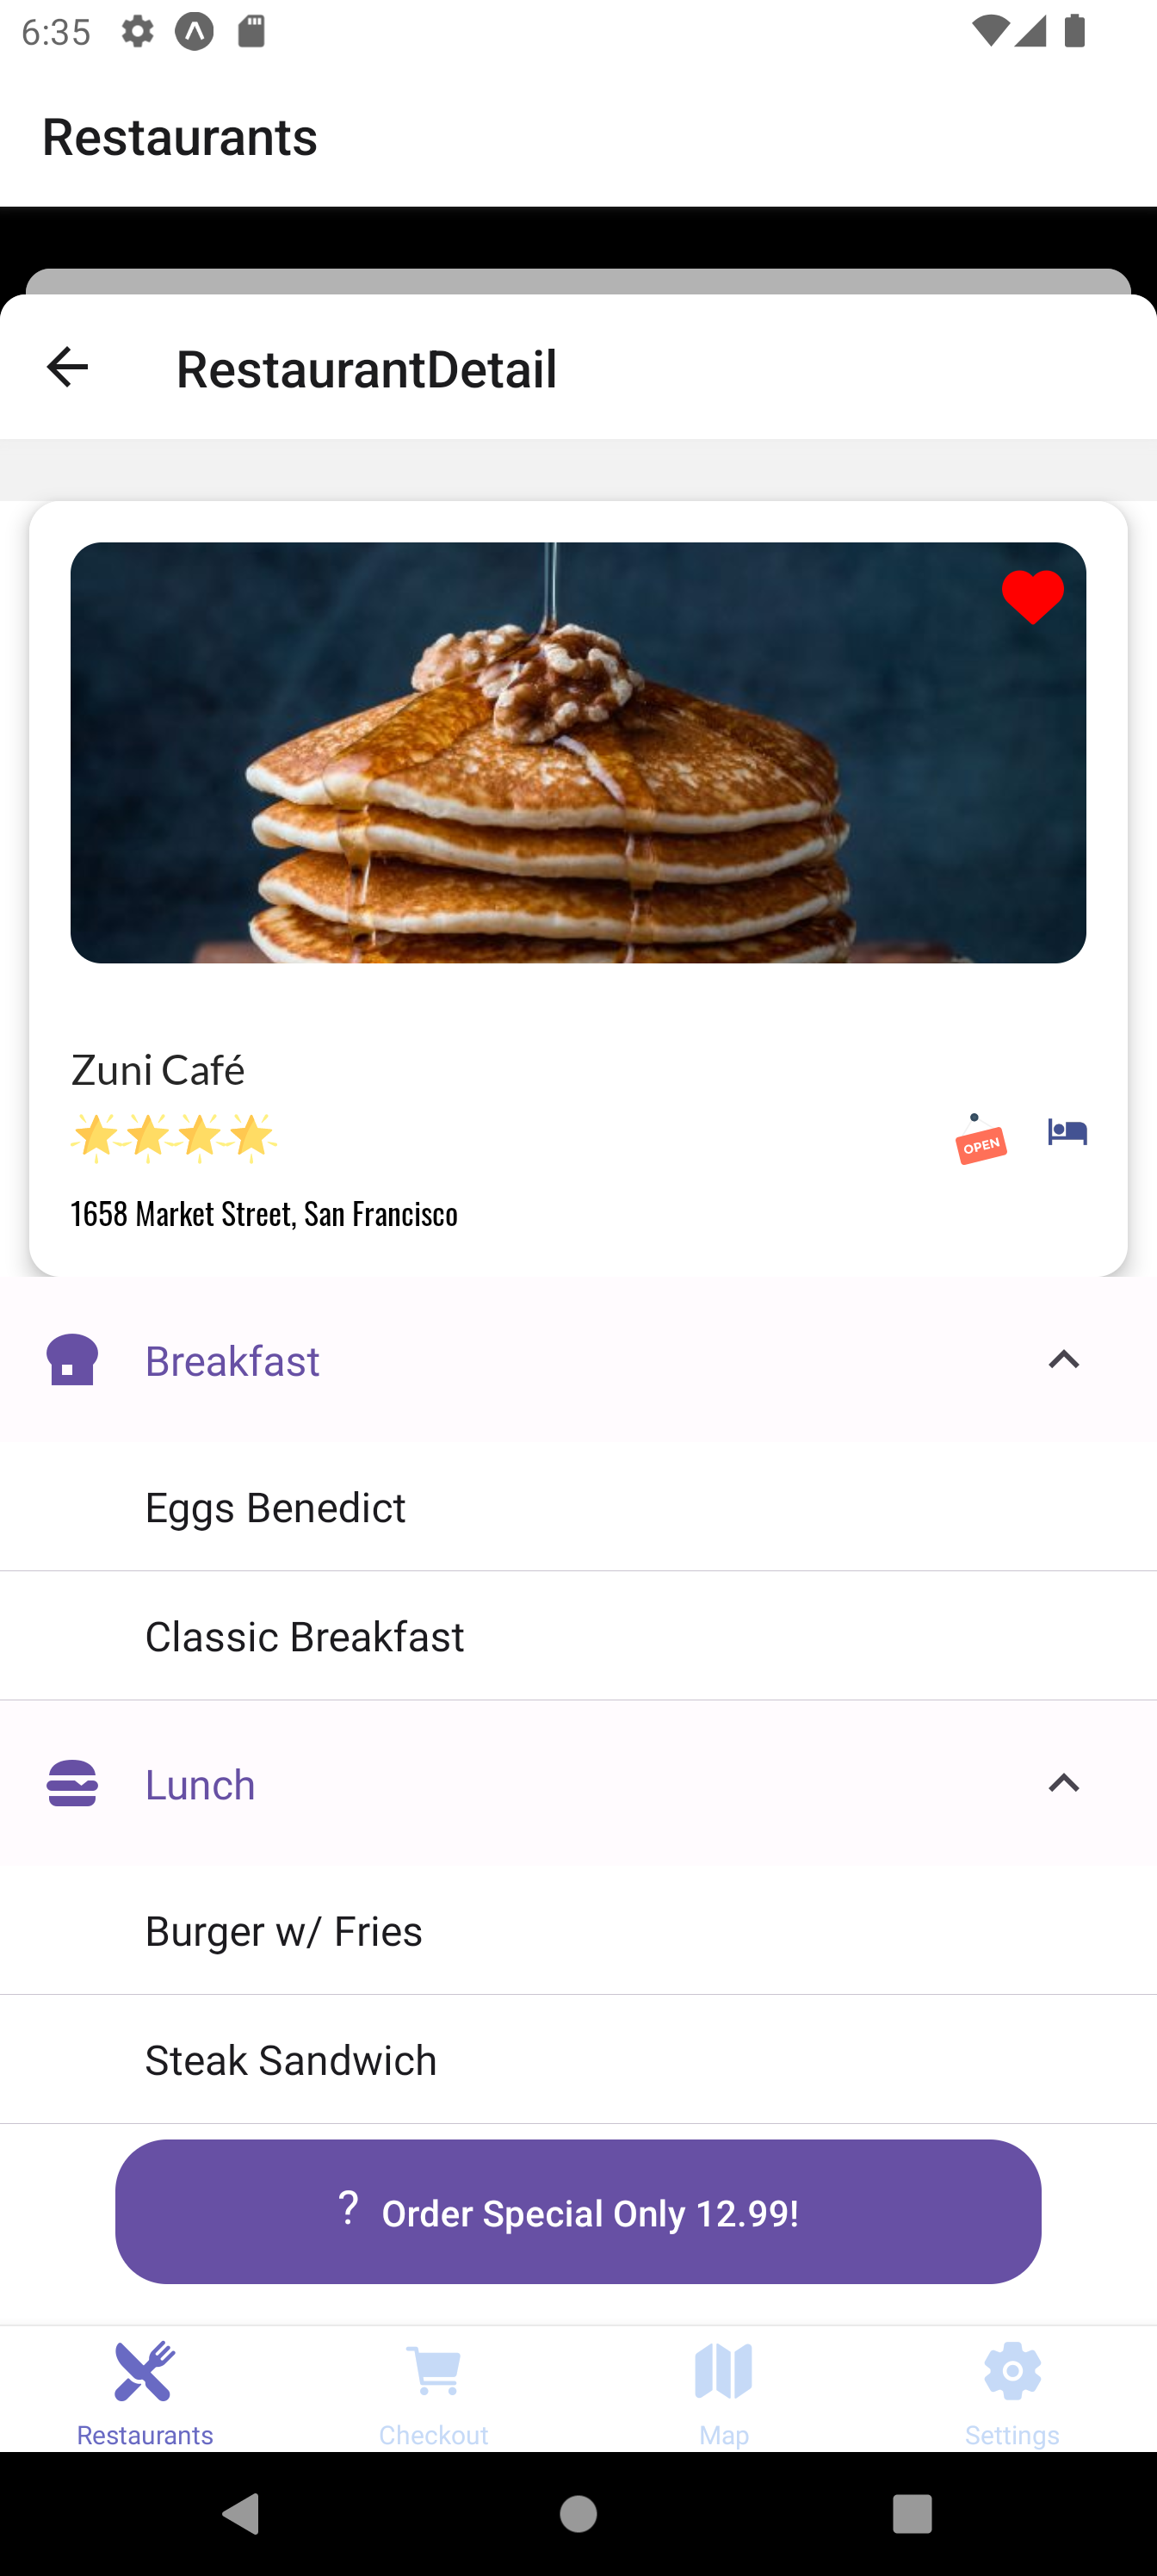 6:35
Restaurants
RestaurantDetail
Zuni Café
OPEN
1658 Market Street, San Francisco
Breakfast
Eggs Benedict
Classic Breakfast
Lunch
Burger w/ Fries
Steak Sandwich
? Order Special Only 12.99!
Restaurants
Checkout
Map
Settings